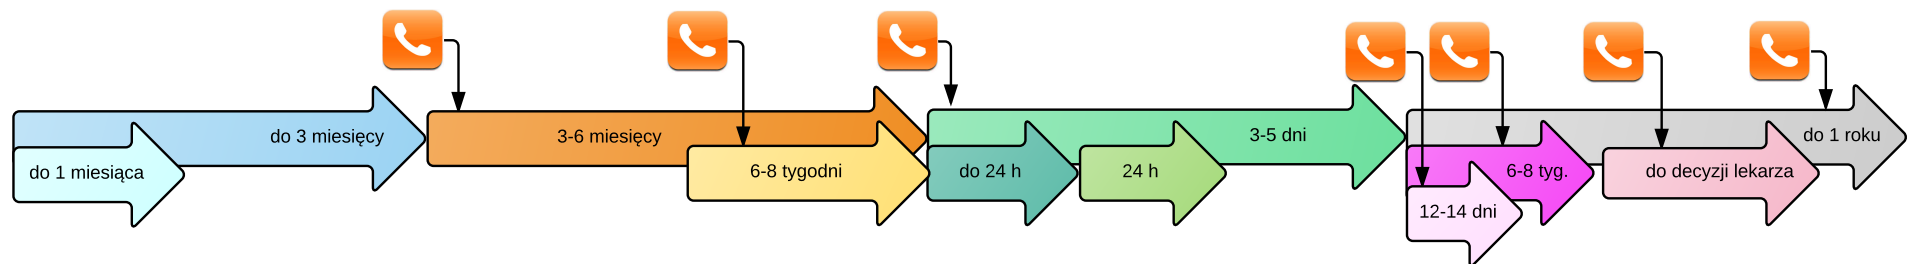 do 3 miesięcy
do 1 miesiąca
3-6 miesięcy
6-8 tygodni
3-5 dni
do 24 h
24 h
do 1 roku
6-8 tyg.
do decyzji lekarza
12-14 dni